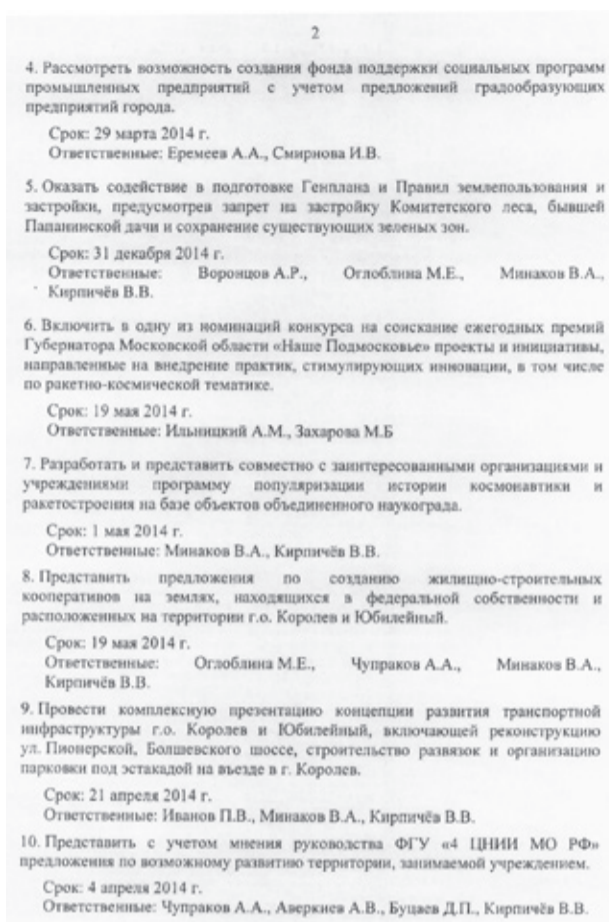 2
4. Рассмотреть возможность создания фонда поддержки социальных программ
промышленных предприятий с учетом предложений градообразующих
предприятий города.
Срок: 29 марта 2014 г.
Ответственные: Еремеев А.А., Смирнова И.В.
5. Оказать содействие в подготовке Генплана и Правил землепользования и
застройки, предусмотрев запрет на застройку Комитетского леса, бывшей
Папанинской дачи и сохранение существующих зеленых зон.
Срок: 31 декабря 2014 г.
Ответственные: Воронцов А.Р., Оглоблина М.Е., Минаков В.А.,
Кирпичёв В.В.
6. Включить в одну из номинаций конкурса на соискание ежегодных премий
Губернатора Московской области «Наше Подмосковье» проекты и инициативы,
направленные на внедрение практик, стимулирующих инновации, в том числе
по ракетно-космической тематике.
Срок: 19 мая 2014 г.
Ответственные: Ильницкий А.М., Захарова М.Б
7. Разработать и представить совместно с заинтересованными организациями и
учреждениями программу популяризации истории космонавтики и
ракетостроения на базе объектов объединенного наукограда.
Срок: 1 мая 2014 г.
Ответственные: Минаков В.А., Кирпичёв В.В.
8. Представить предложения по созданию жилищно-строительных
кооперативов на землях, находящихся в федеральной собственности и
расположенных на территории г.о. Королев и Юбилейный.
Срок: 19 мая 2014 г.
Ответственные: Оглоблина М.Е., Чупраков А.А., Минаков В.А.,
Кирпичёв В.В.
9. Провести комплексную презентацию концепции развития транспортной
инфраструктуры г.о. Королев и Юбилейный, включающей реконструкцию
ул. Пионерской, Болшевского шоссе, строительство развязок и организацию
парковки под эстакадой на въезде в г. Королев.
Срок: 21 апреля 2014 г.
Ответственные: Иванов П.В., Минаков В.А., Кирпичёв В.В.
10. Представить с учетом мнения руководства ФГУ «4 ЦНИИ МО РФ»
предложения по возможному развитию территории, занимаемой учреждением.
Срок: 4 апреля 2014 г.
Ответственные: Чупраков А.А., Аверкиев А.В., Буцаев Д.П., Кирпичёв В.В.